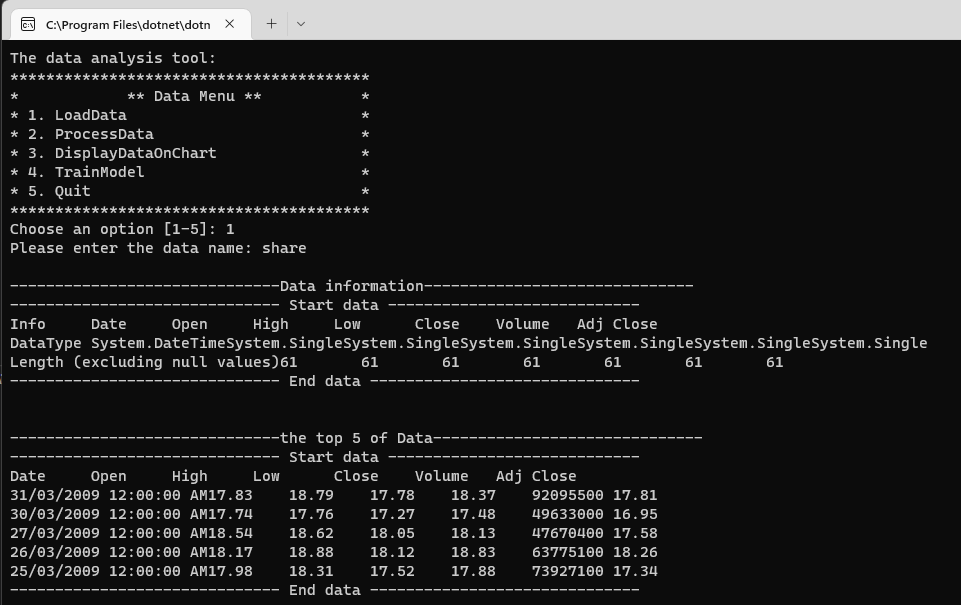 C:\Program Files\dotnet\dotn
The data analysis tool:
****************************************
*            ** Data Menu **           *
* 1. LoadData                          *
* 2. ProcessData                       *
* 3. DisplayDataOnChart                *
* 4. TrainModel                        *
* 5. Quit                              *
****************************************
Choose an option [1-5]: 1
Please enter the data name: share
------------------------------Data information------------------------------
------------------------------ Start data ----------------------------
Info     Date     Open     High     Low      Close    Volume   Adj Close
DataType System.DateTimeSystem.SingleSystem.SingleSystem.SingleSystem.SingleSystem.SingleSystem.Single
Length (excluding null values)61       61       61       61       61       61       61
------------------------------ End data ------------------------------
------------------------------the top 5 of Data------------------------------
------------------------------ Start data ----------------------------
Date     Open     High     Low      Close    Volume   Adj Close
31/03/2009 12:00:00 AM17.83    18.79    17.78    18.37    92095500 17.81
30/03/2009 12:00:00 AM17.74    17.76    17.27    17.48    49633000 16.95
27/03/2009 12:00:00 AM18.54    18.62    18.05    18.13    47670400 17.58
26/03/2009 12:00:00 AM18.17    18.88    18.12    18.83    63775100 18.26
25/03/2009 12:00:00 AM17.98    18.31    17.52    17.88    73927100 17.34
------------------------------ End data ------------------------------